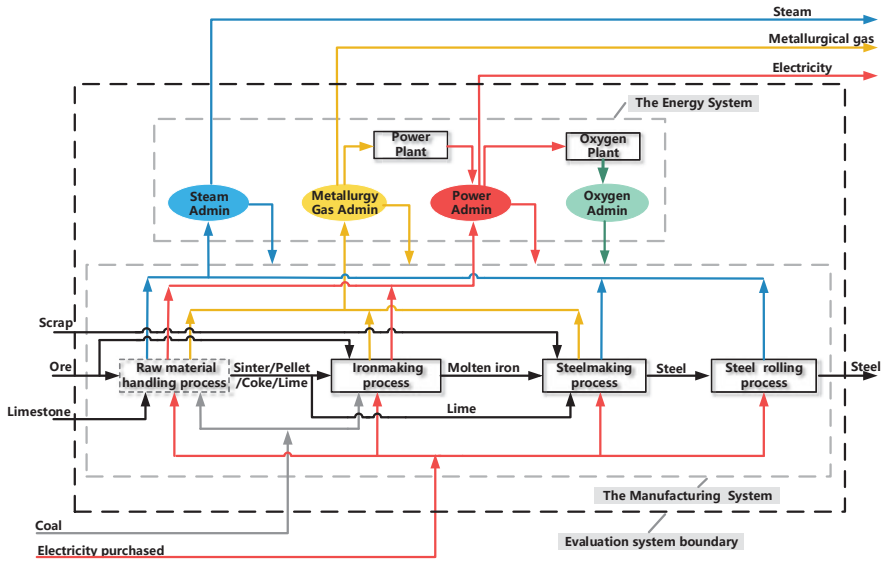 Steam
Metallurgical gas
Electricity
The Energy System
Power
Plant
Oxygen
Plant
Steam
Admin
Metallurgy
Gas Admin
Power
Admin
Oxygen
Admin
Scrap
Ore
Raw material
handling process
Sinter/Pellet
/Coke/Lime
Ironmaking
process
Molten iron
Steelmaking
process
Steel
Steel rolling
process
Steel
Limestone
Lime
The Manufacturing System
Coal
Evaluation system boundary
Electricity purchased